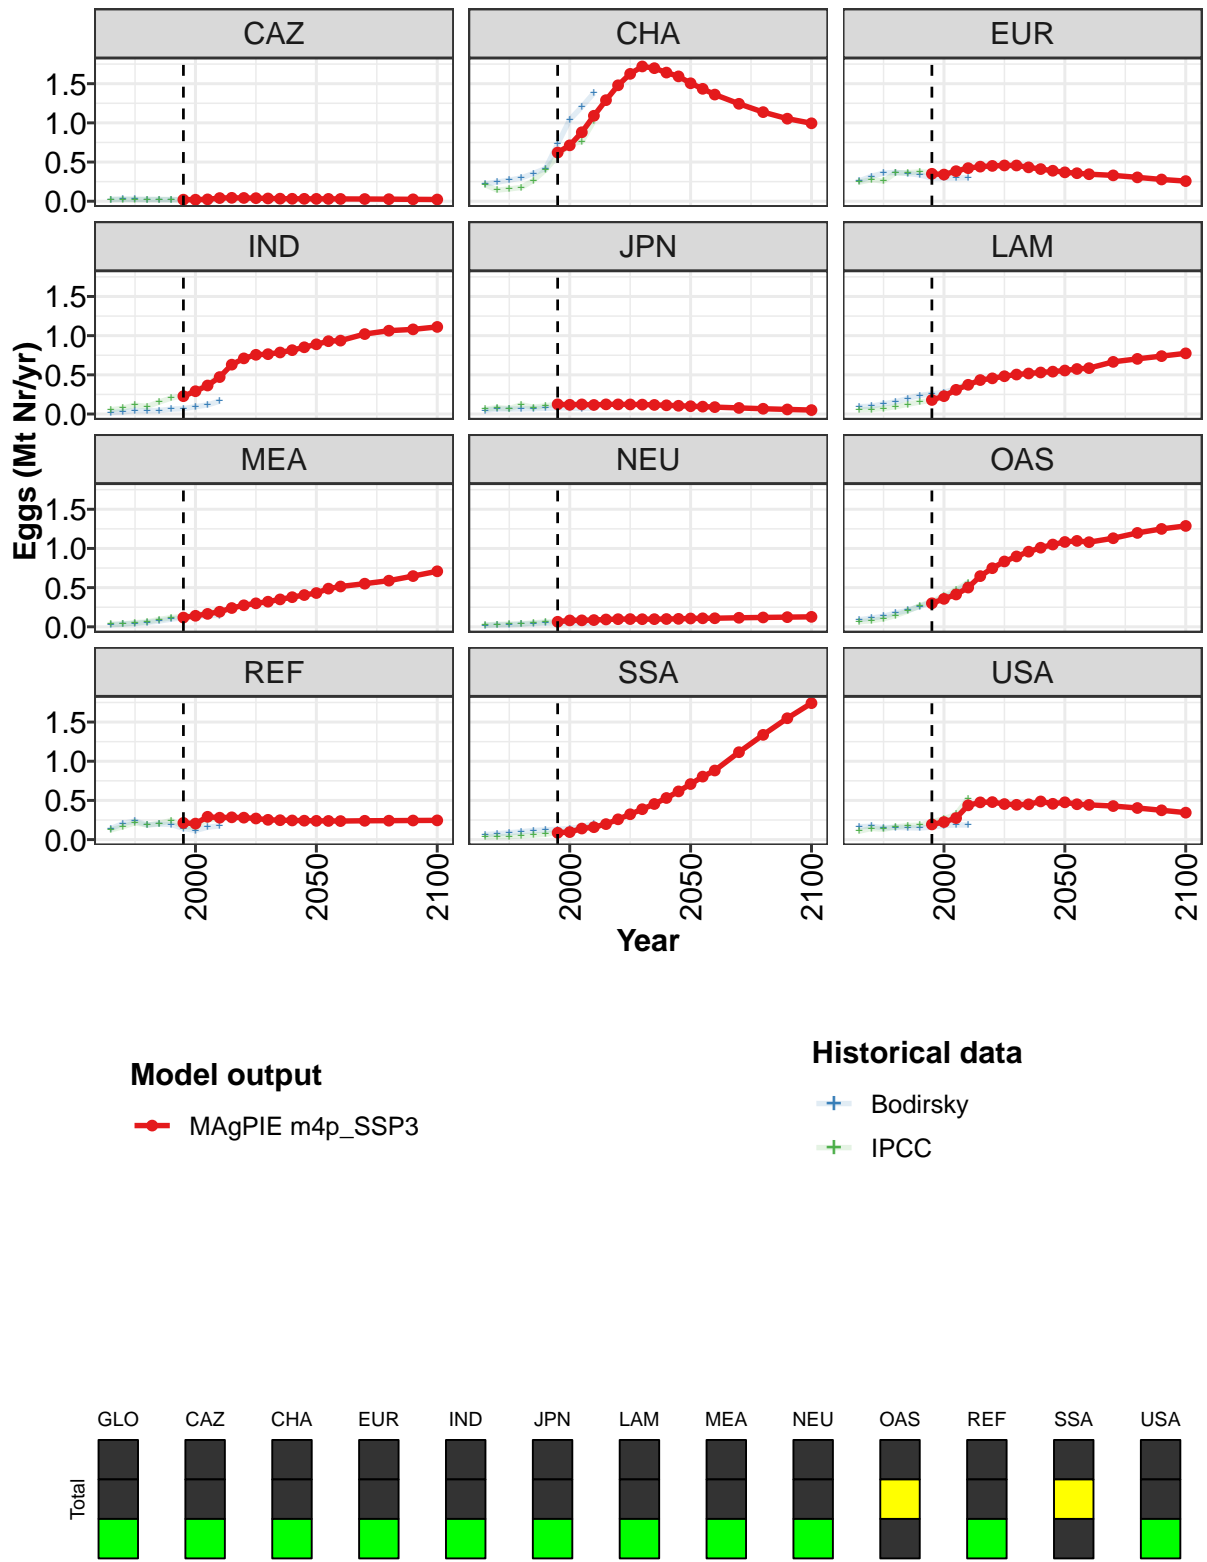 CAZ CHA EUR
1.5
1.0
0.5
0.0
IND JPN LAM
1.5
1.0
0.5
0.0
Eggs (Mt Nr/yr)
MEA NEU OAS
1.5
1.0
0.5
0.0
REF SSA USA
1.5
1.0
0.5
0.0
2000 2050 2100 2000 2050 2100 2000 2050 2100
Year
Model output
MAgPIE m4p_SSP3
Historical data
Bodirsky
IPCC
GLO CAZ CHA EUR IND JPN LAM MEA NEU OAS REF SSA USA
Total